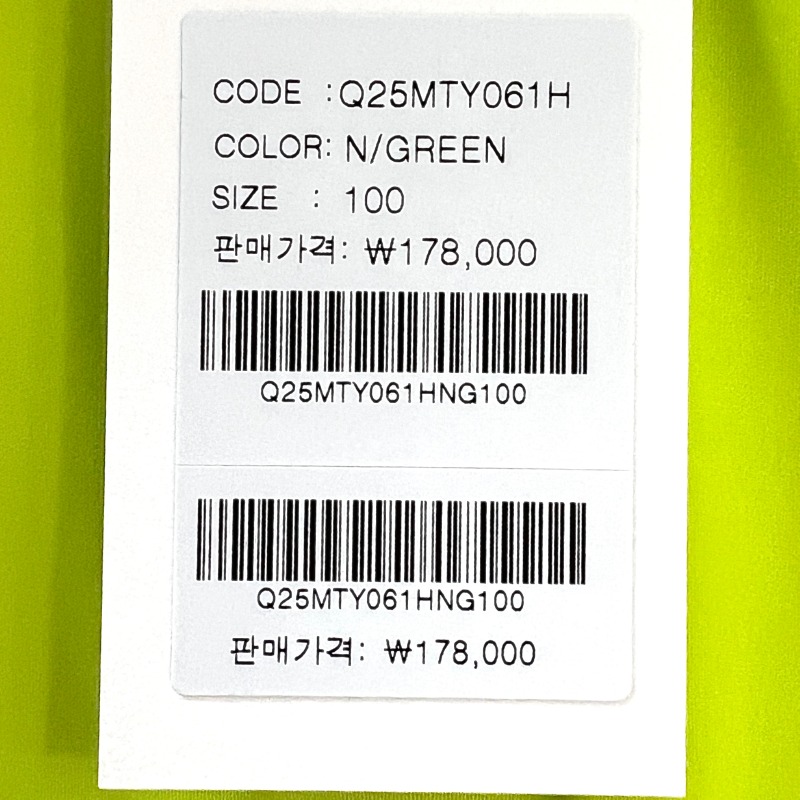 CODE :Q25MTY061H
COLOR: N/GREEN
SIZE : 100
판매가격: ₩178,000
Q25MTY061HNG100
Q25MTY061HNG100
판매가격: ₩178,000